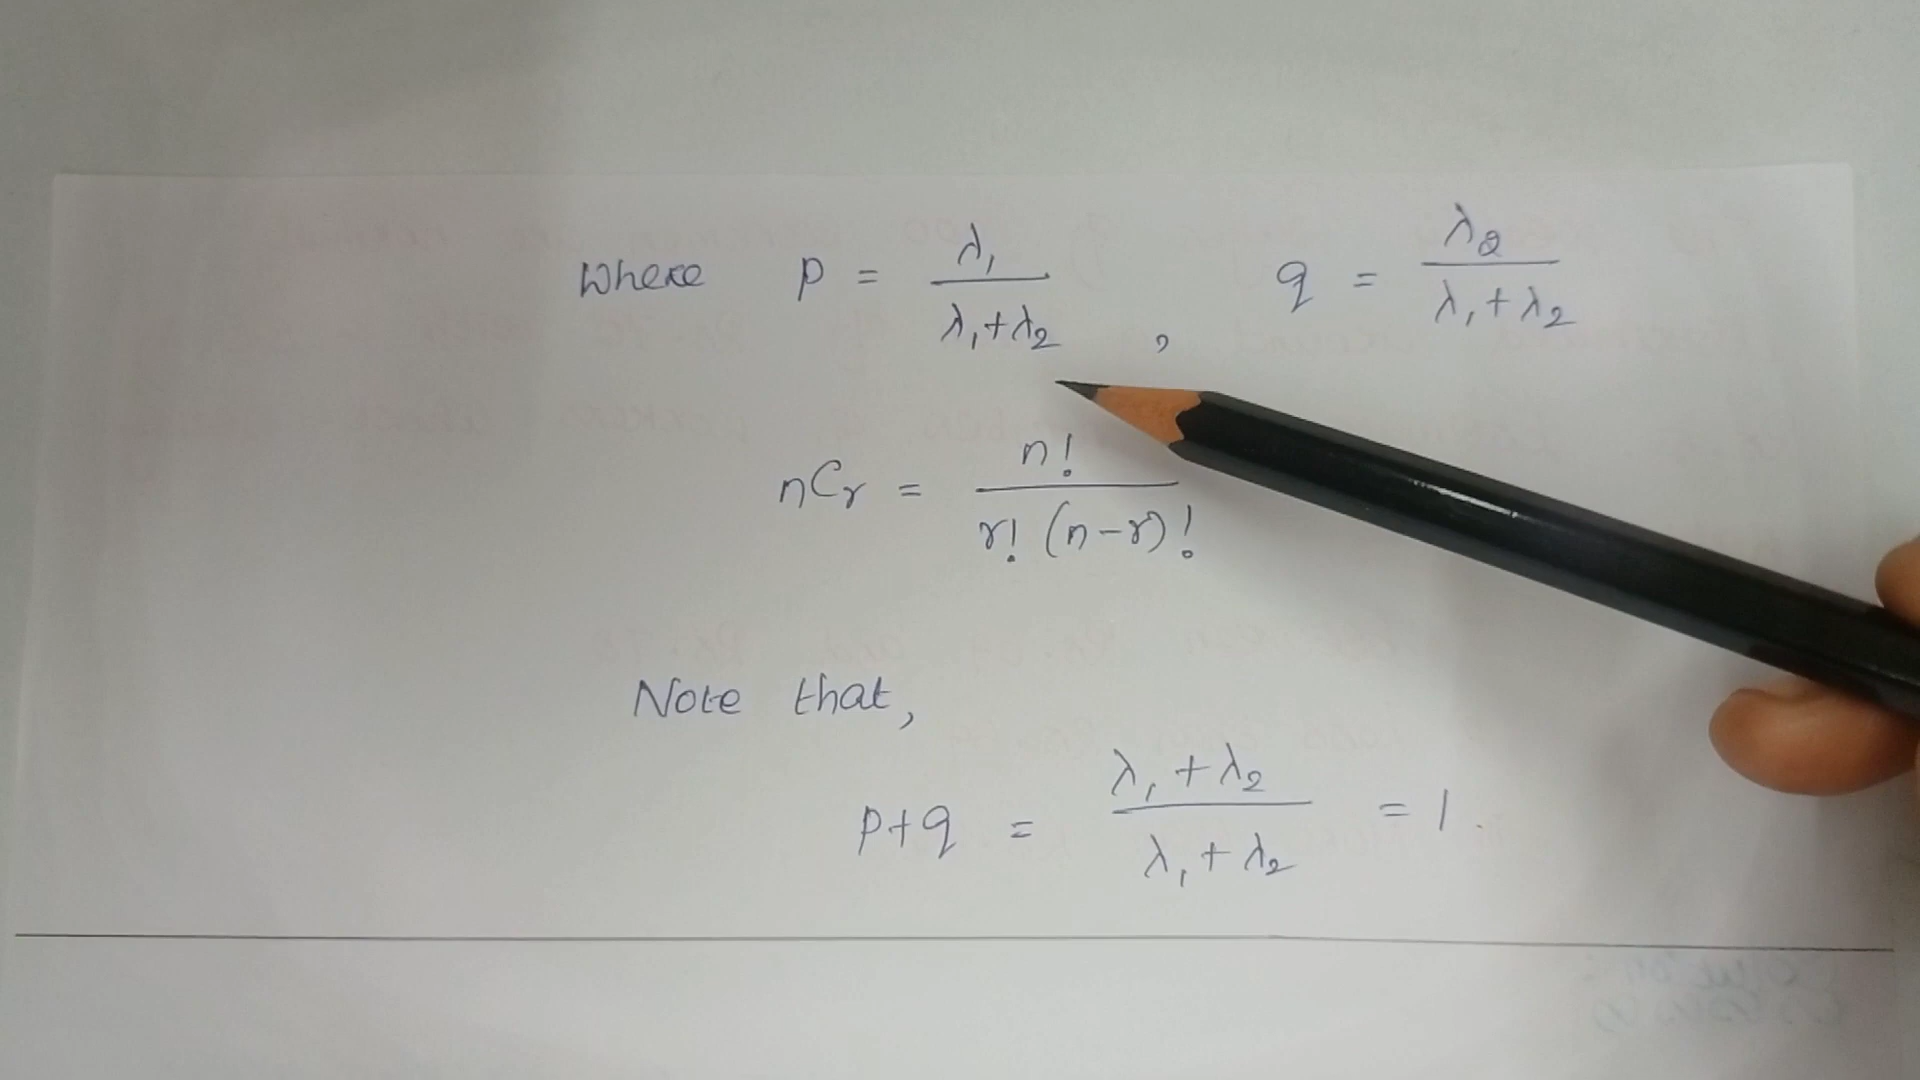 Where p = λ₁ / (λ₁+λ₂) , q = λ₂ / (λ₁+λ₂)
nCr = n! / (r! (n-r)!)
Note that,
p+q = (λ₁+λ₂) / (λ₁+λ₂) = 1.